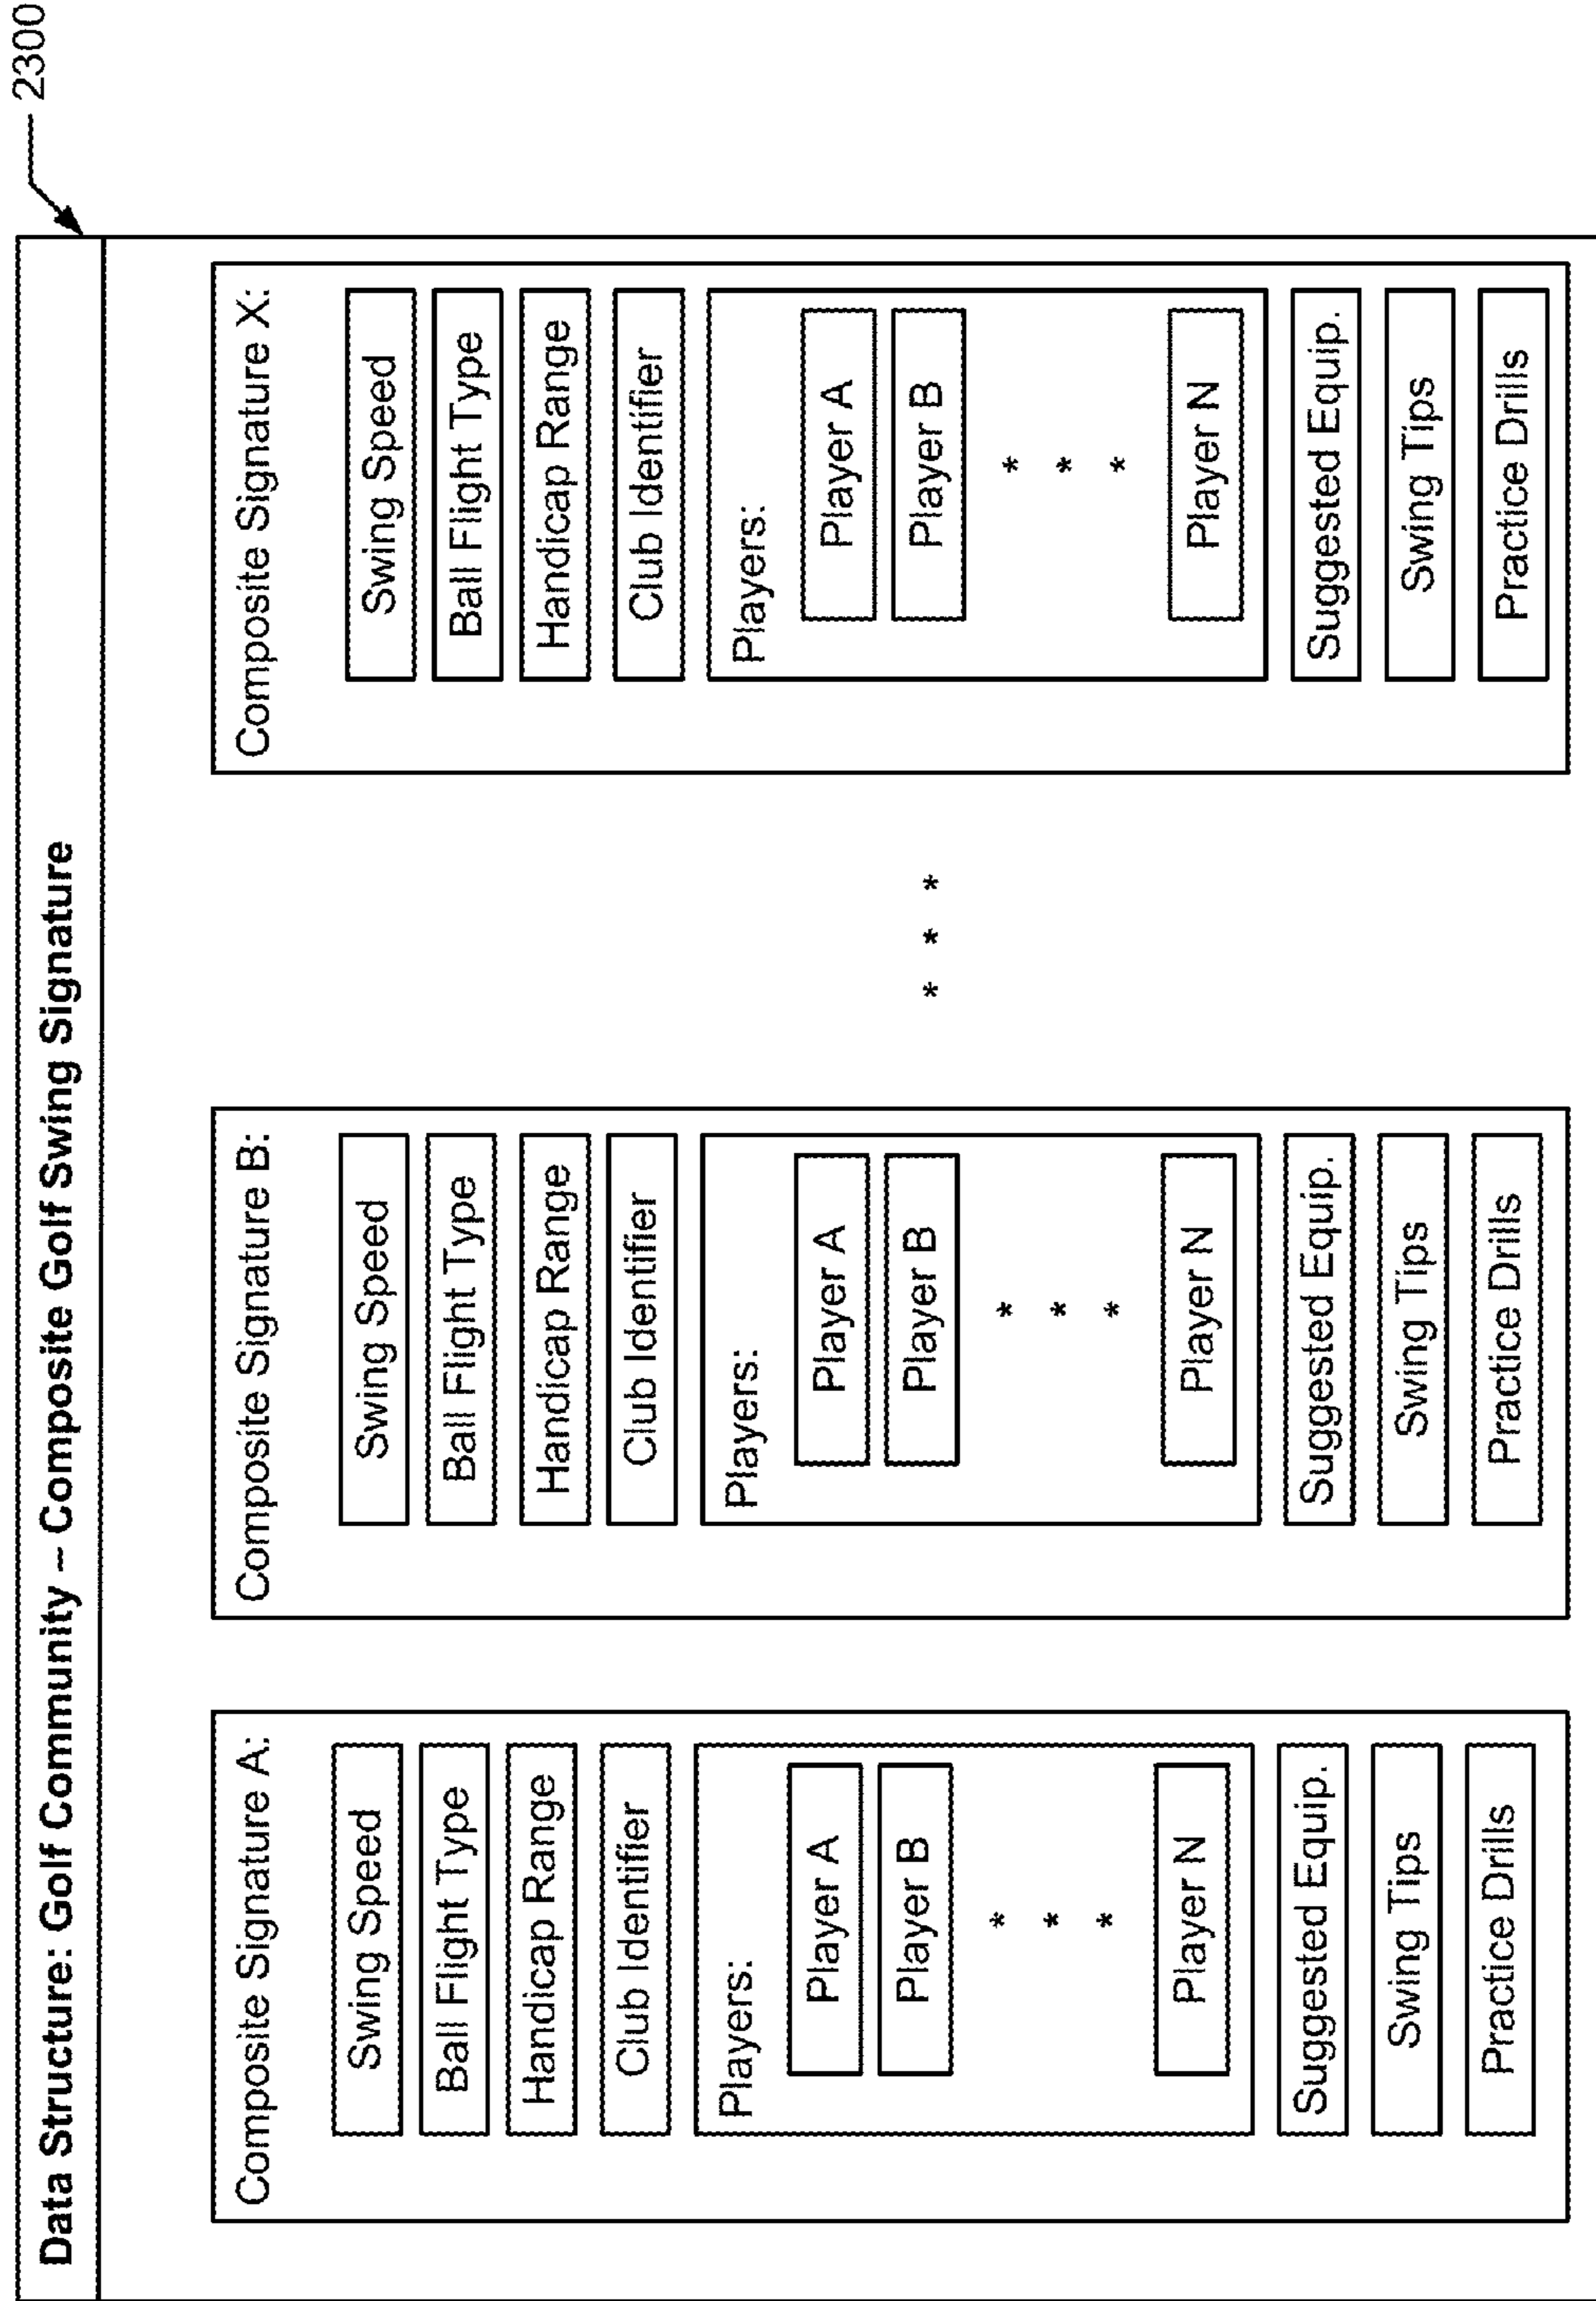 2300
Data Structure: Golf Community – Composite Golf Swing Signature
Composite Signature A:
Swing Speed
Ball Flight Type
Handicap Range
Club Identifier
Players:
Player A
Player B
* * *
Player N
Suggested Equip.
Swing Tips
Practice Drills
Composite Signature B:
Swing Speed
Ball Flight Type
Handicap Range
Club Identifier
Players:
Player A
Player B
* * *
Player N
Suggested Equip.
Swing Tips
Practice Drills
* * *
Composite Signature X:
Swing Speed
Ball Flight Type
Handicap Range
Club Identifier
Players:
Player A
Player B
* * *
Player N
Suggested Equip.
Swing Tips
Practice Drills